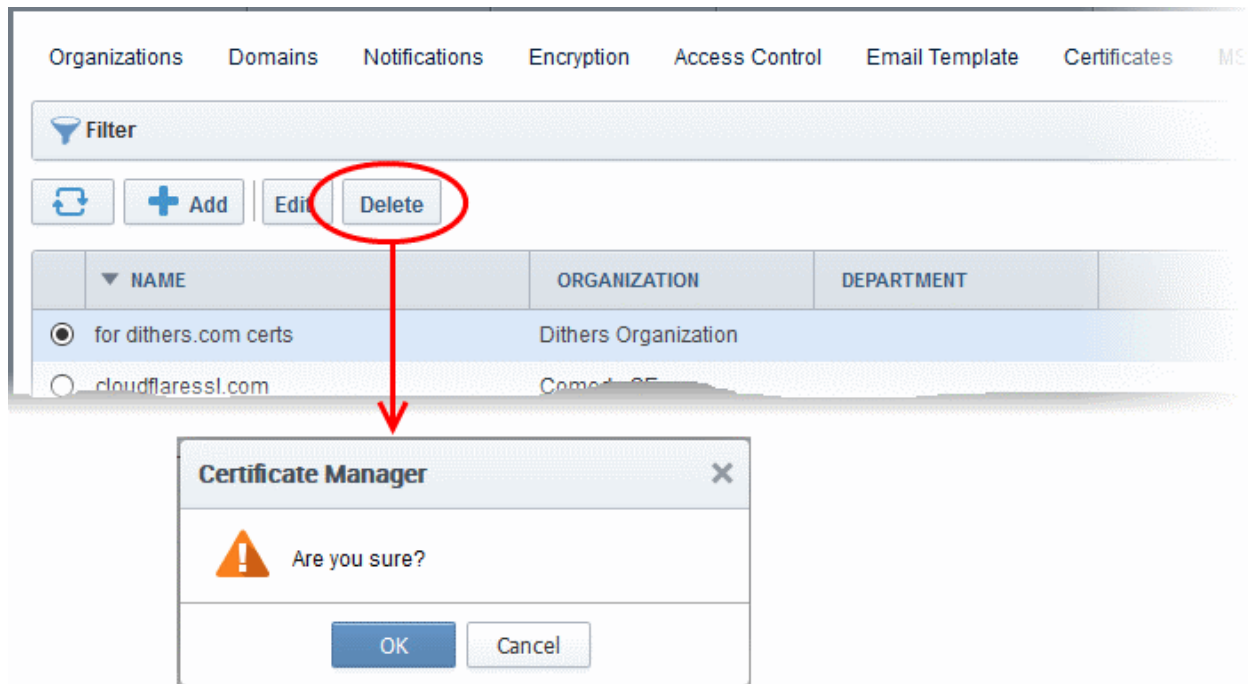 Organizations Domains Notifications Encryption Access Control Email Template Certificates MS
Filter
Add Edit Delete
NAME ORGANIZATION DEPARTMENT
for dithers.com certs Dithers Organization
cloudflaressl.com
Certificate Manager
Are you sure?
OK Cancel